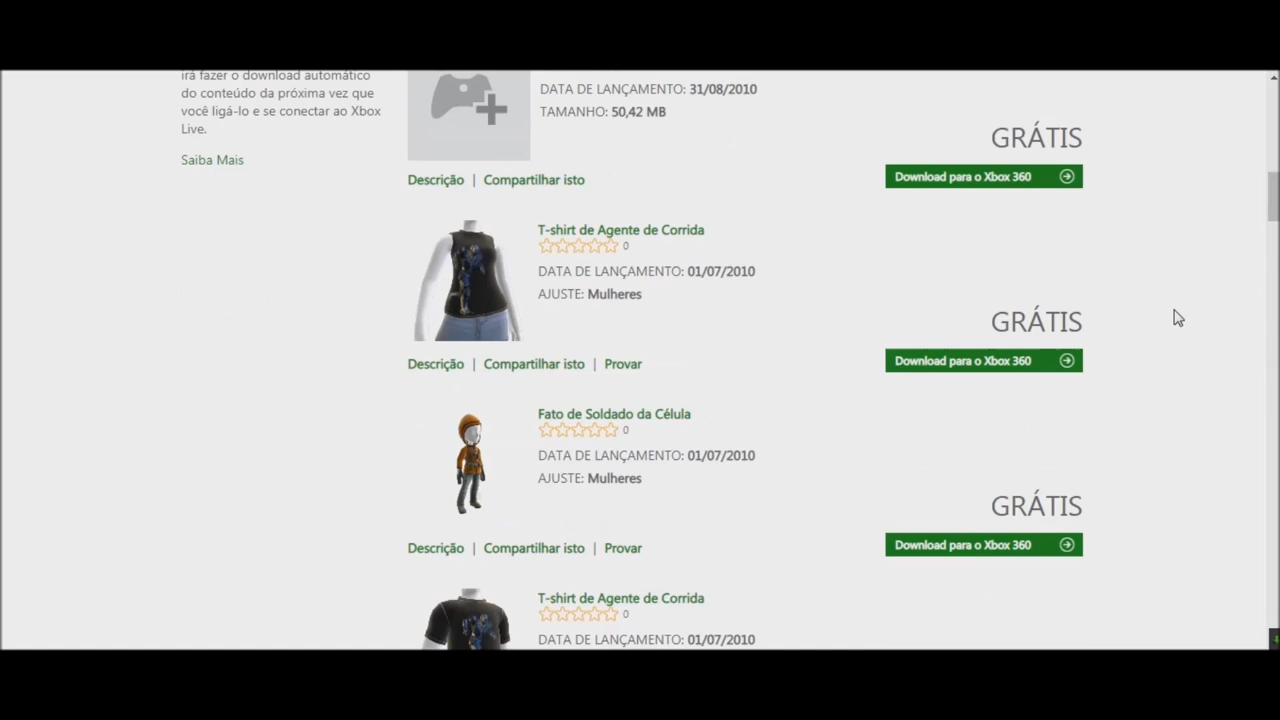 irá fazer o download automático
do conteúdo da próxima vez que
você ligá-lo e se conectar ao Xbox
Live.
Saiba Mais
DATA DE LANÇAMENTO: 31/08/2010
TAMANHO: 50,42 MB
GRÁTIS
Download para o Xbox 360
Descrição | Compartilhar isto
T-shirt de Agente de Corrida
0
DATA DE LANÇAMENTO: 01/07/2010
AJUSTE: Mulheres
GRÁTIS
Download para o Xbox 360
Descrição | Compartilhar isto | Provar
Fato de Soldado da Célula
0
DATA DE LANÇAMENTO: 01/07/2010
AJUSTE: Mulheres
GRÁTIS
Download para o Xbox 360
Descrição | Compartilhar isto | Provar
T-shirt de Agente de Corrida
0
DATA DE LANÇAMENTO: 01/07/2010